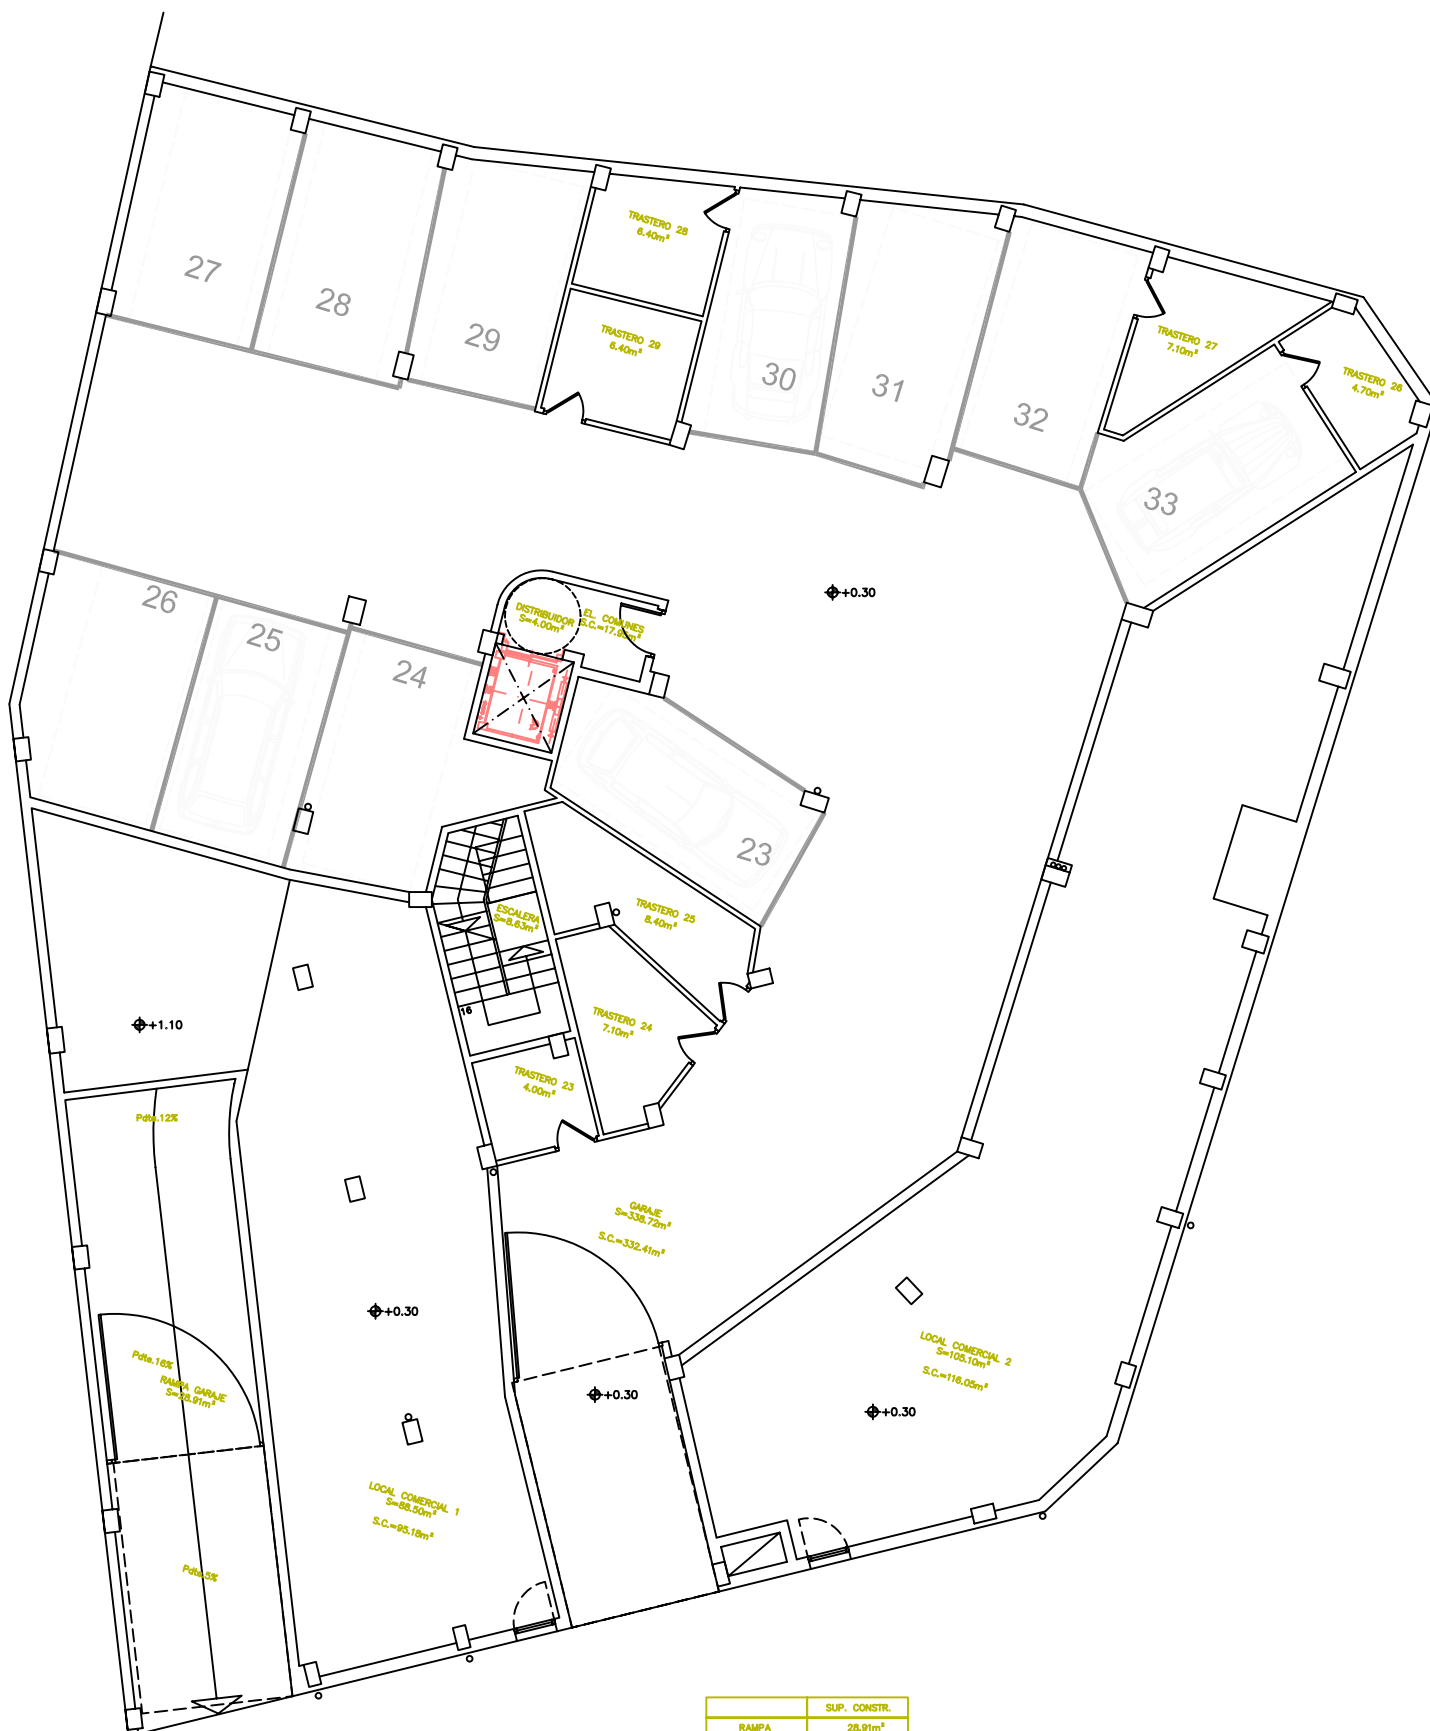 27
28
29
TRASTERO 28
6.40m²
TRASTERO 29
6.40m²
30
31
32
TRASTERO 27
7.10m²
TRASTERO 26
4.70m²
33
+0.30
26
25
24
DISTRIBUIDOR
S=4.00m²
EL. COMUNES
S.C.=17.95m²
23
ESCALERA
S=8.63m²
16
TRASTERO 25
8.40m²
TRASTERO 24
7.10m²
TRASTERO 23
4.00m²
+1.10
Pdte.12%
GARAJE
S=338.72m²
S.C.=332.41m²
+0.30
Pdte.16%
RAMPA GARAJE
S=28.91m²
+0.30
LOCAL COMERCIAL 2
S=105.10m²
S.C.=116.05m²
+0.30
LOCAL COMERCIAL 1
S=88.50m²
S.C.=95.18m²
Pdte.5%
SUP. CONSTR.
RAMPA 28.91m²